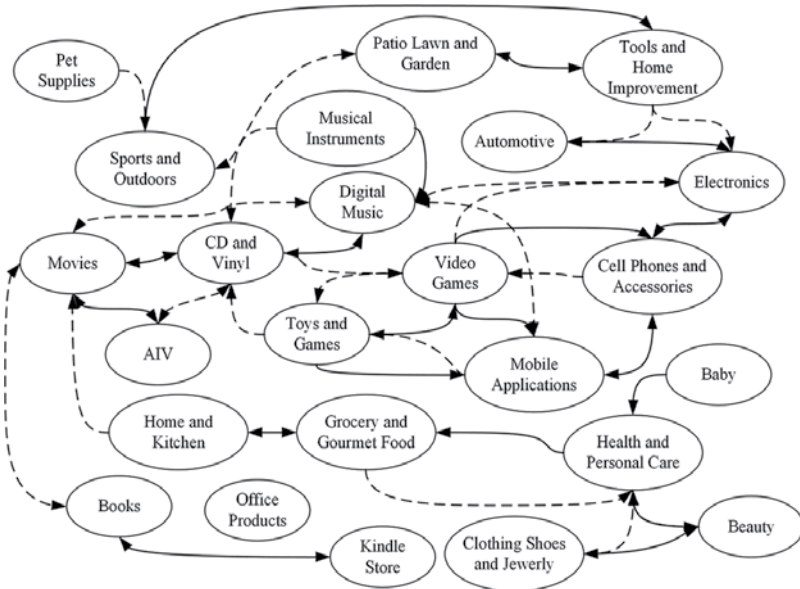 Pet
Supplies
Patio Lawn and
Garden
Tools and
Home
Improvement
Musical
Instruments
Automotive
Sports and
Outdoors
Electronics
Digital
Music
Movies
CD and
Vinyl
Video
Games
Cell Phones and
Accessories
AIV
Toys and
Games
Mobile
Applications
Baby
Home and
Kitchen
Grocery and
Gourmet Food
Health and
Personal Care
Books
Office
Products
Kindle
Store
Clothing Shoes
and Jewerly
Beauty